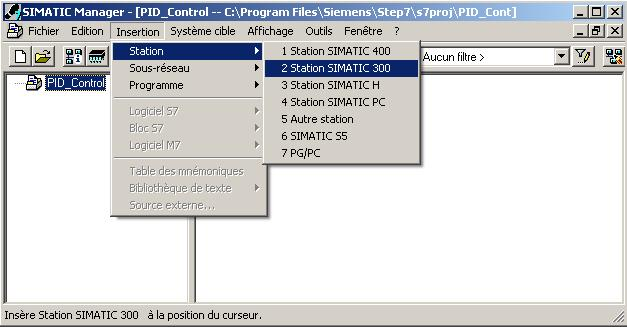 SIMATIC Manager - [PID_Control -- C:\Program Files\Siemens\Step7\s7proj\PID_Cont]
Fichier Edition Insertion Système cible Affichage Outils Fenêtre ?
Aucun filtre >
PID_Control
Station
Sous-réseau
Programme
Logiciel S7
Bloc S7
Logiciel M7
Table des mnémoniques
Bibliothèque de texte
Source externe...
1 Station SIMATIC 400
2 Station SIMATIC 300
3 Station SIMATIC H
4 Station SIMATIC PC
5 Autre station
6 SIMATIC S5
7 PG/PC
Insère Station SIMATIC 300 à la position du curseur.